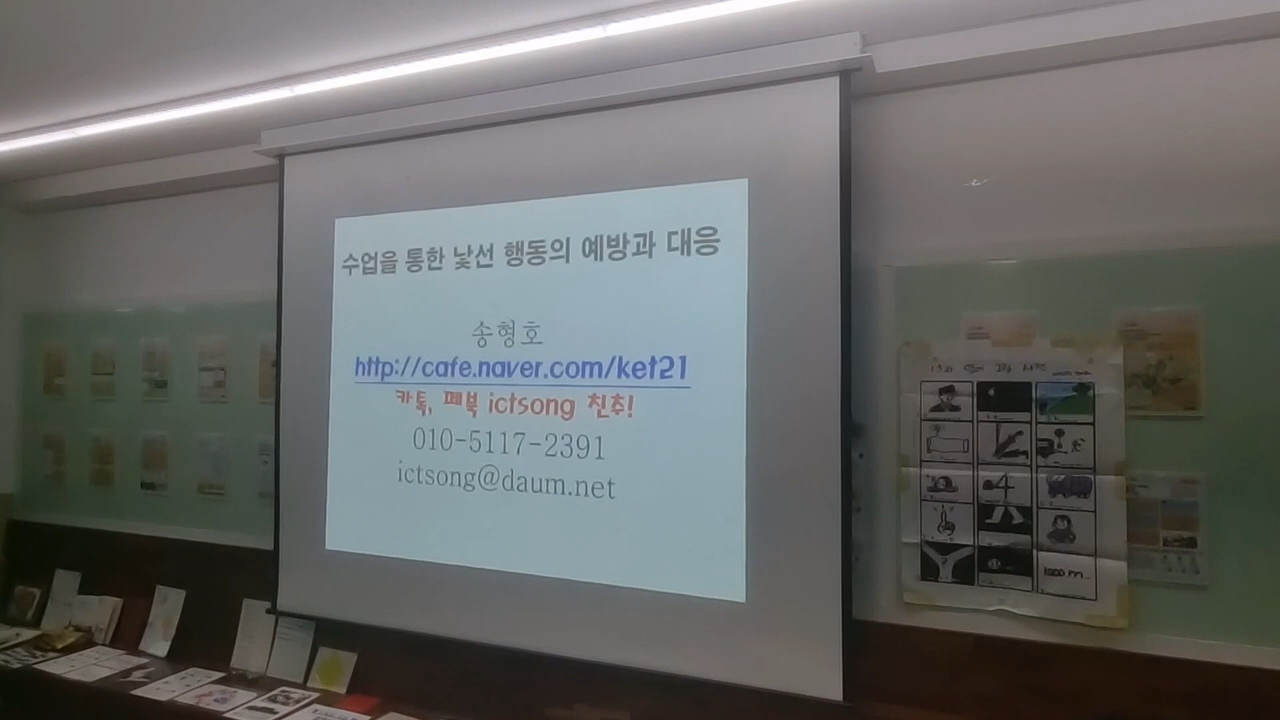 수업을 통한 낯선 행동의 예방과 대응
송형호
http://cafe.naver.com/ket21
카톡, 페북 ictsong 친추!
010-5117-2391
ictsong@daum.net
1000 m